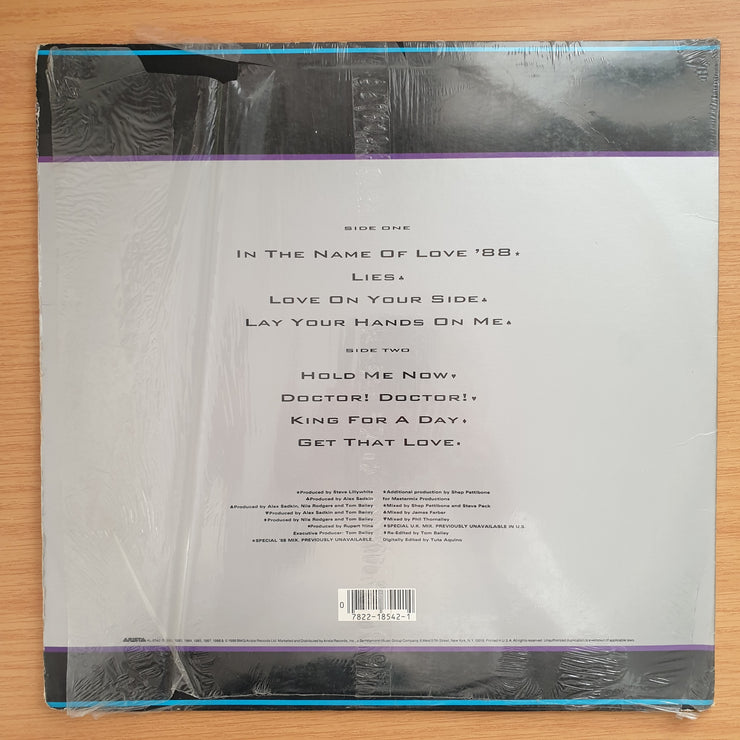 SIDE ONE
IN THE NAME OF LOVE '88
LIES
LOVE ON YOUR SIDE
LAY YOUR HANDS ON ME
SIDE TWO
HOLD ME NOW
DOCTOR! DOCTOR!
KING FOR A DAY
GET THAT LOVE
Produced by Steve Lillywhite
Produced by Alex Sadkin
Produced by Alex Sadkin, Nile Rodgers and Tom Bailey
Produced by Alex Sadkin and Tom Bailey
Produced by Nile Rodgers and Tom Bailey
Produced by Rupert Hine
Executive Producer: Tom Bailey
SPECIAL '88 MIX, PREVIOUSLY UNAVAILABLE.
Additional production by Shep Pettibone
for Mastermix Productions
Mixed by Shep Pettibone and Steve Peck
Mixed by James Farber
Mixed by Phil Thornalley
SPECIAL U.K. MIX, PREVIOUSLY UNAVAILABLE IN U.S.
Re-Edited by Tom Bailey
Digitally Edited by Tuta Aquino
0 7822-18542-1
ARISTA